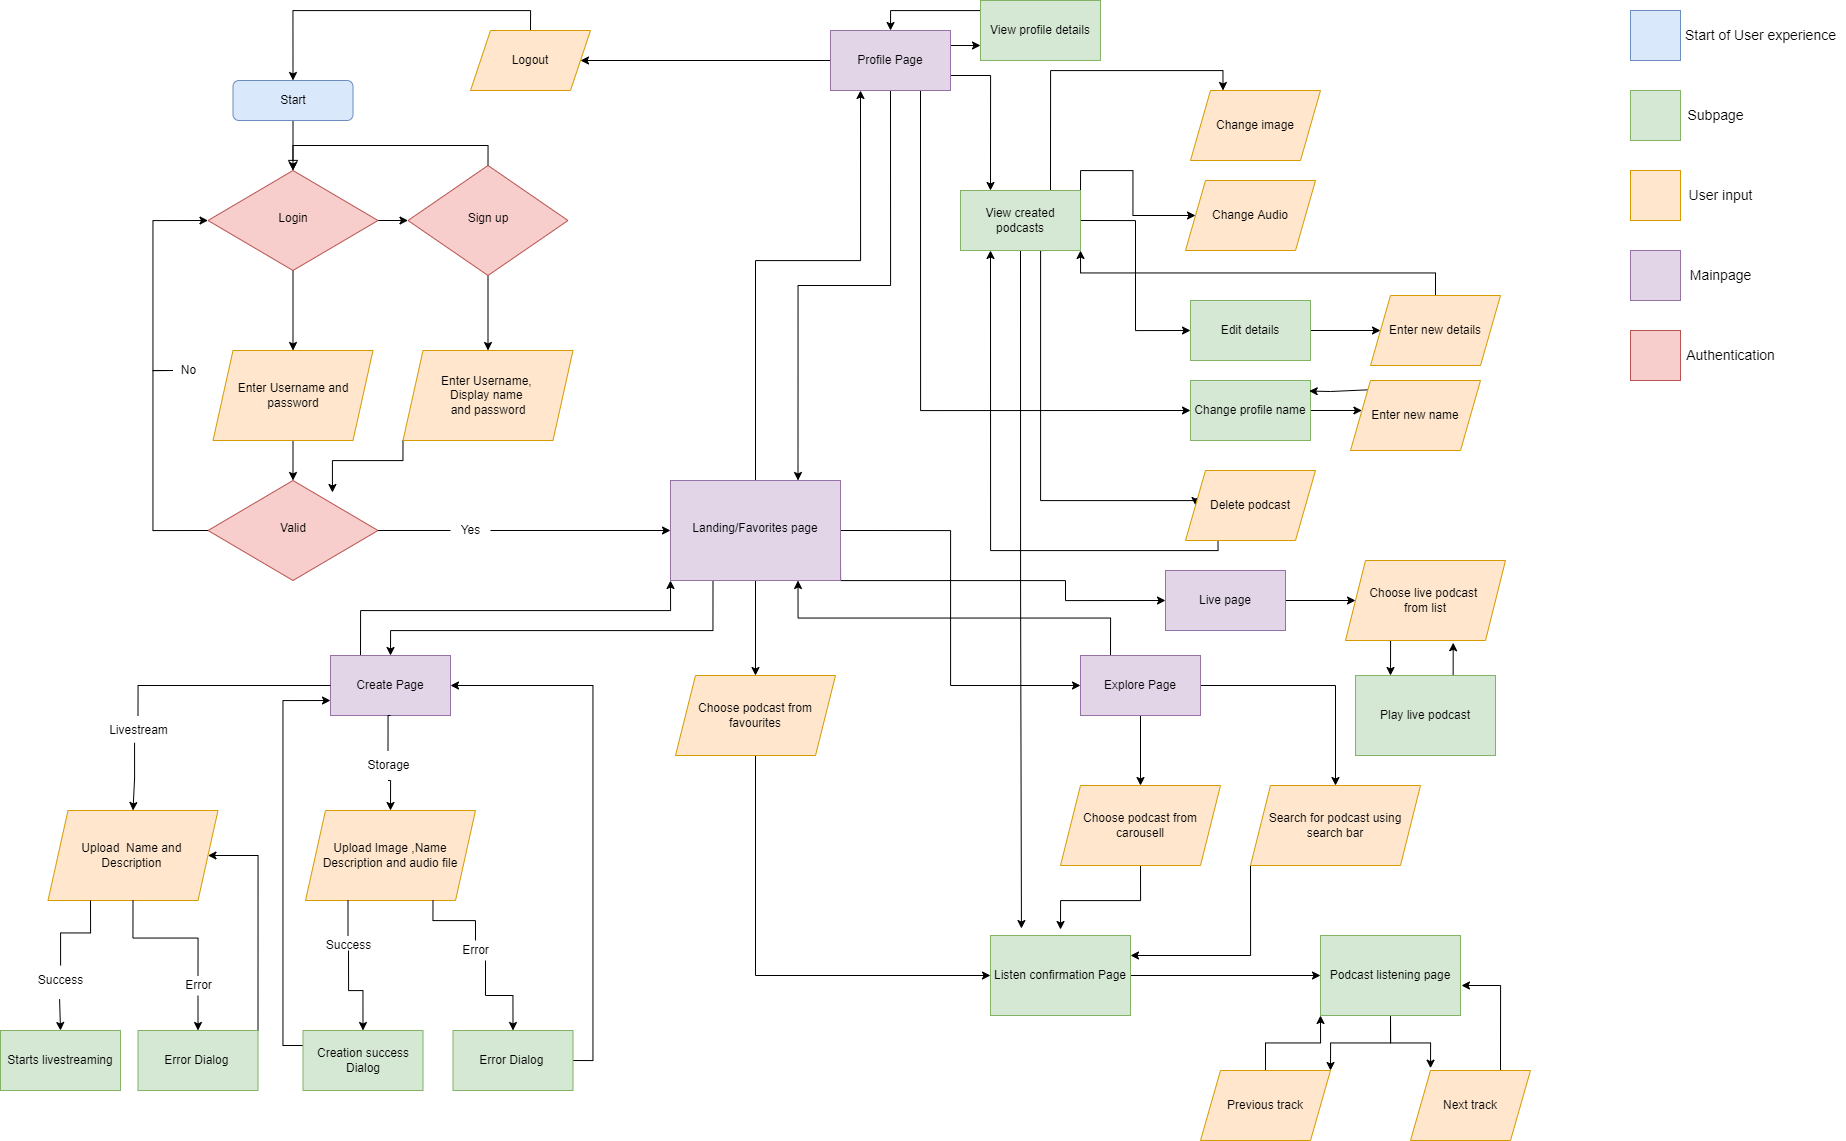 View profile details
Start of User experience
Logout
Profile Page
Start
Change image
Subpage
User input
Login
Sign up
View created
podcasts
Change Audio
Mainpage
Edit details
Enter new details
Authentication
No
Enter Username and
password
Enter Username,
Display name
and password
Change profile name
Enter new name
Delete podcast
Valid
Yes
Landing/Favorites page
Live page
Choose live podcast
from list
Create Page
Explore Page
Choose podcast from
favourites
Play live podcast
Livestream
Storage
Choose podcast from
carousell
Search for podcast using
search bar
Upload  Name and
Description
Upload Image ,Name
Description and audio file
Success
Error
Success
Error
Listen confirmation Page
Podcast listening page
Starts livestreaming
Error Dialog
Creation success
Dialog
Error Dialog
Previous track
Next track